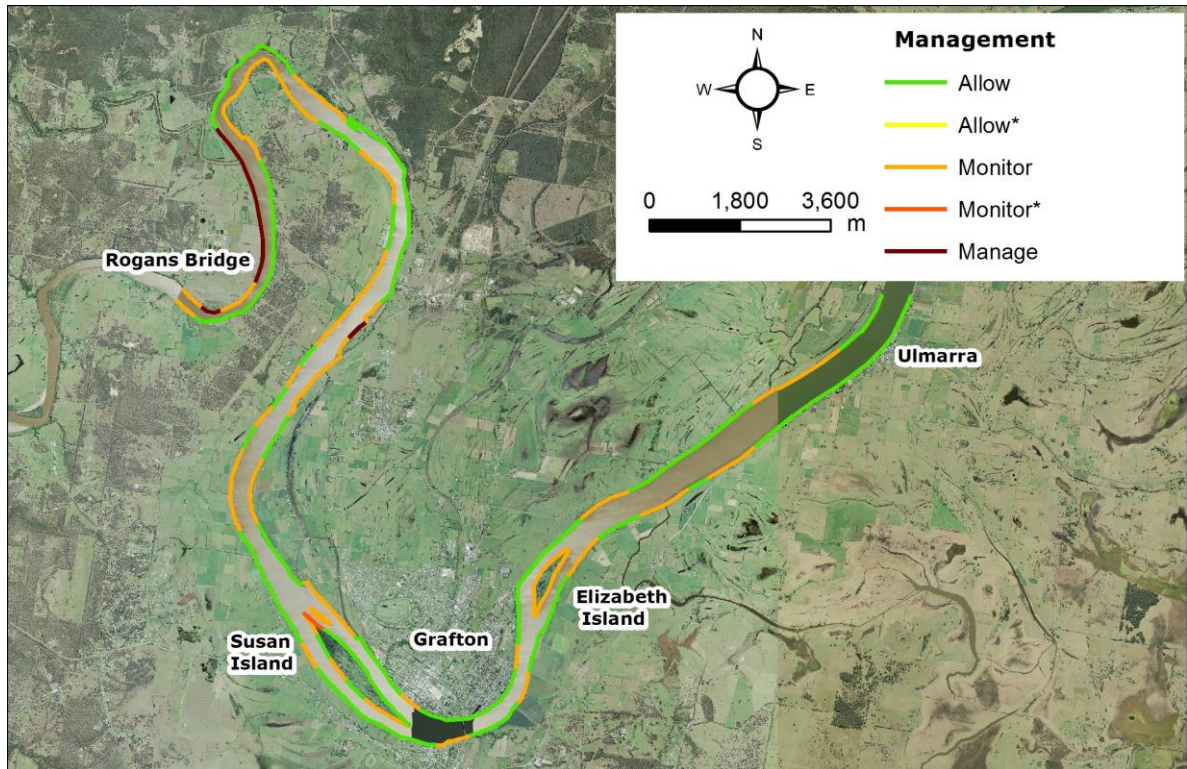 Management
N
W
E
S
Allow
Allow*
Monitor
Monitor*
Manage
0 1,800 3,600
m
Rogans Bridge
Ulmarra
Elizabeth
Island
Grafton
Susan
Island